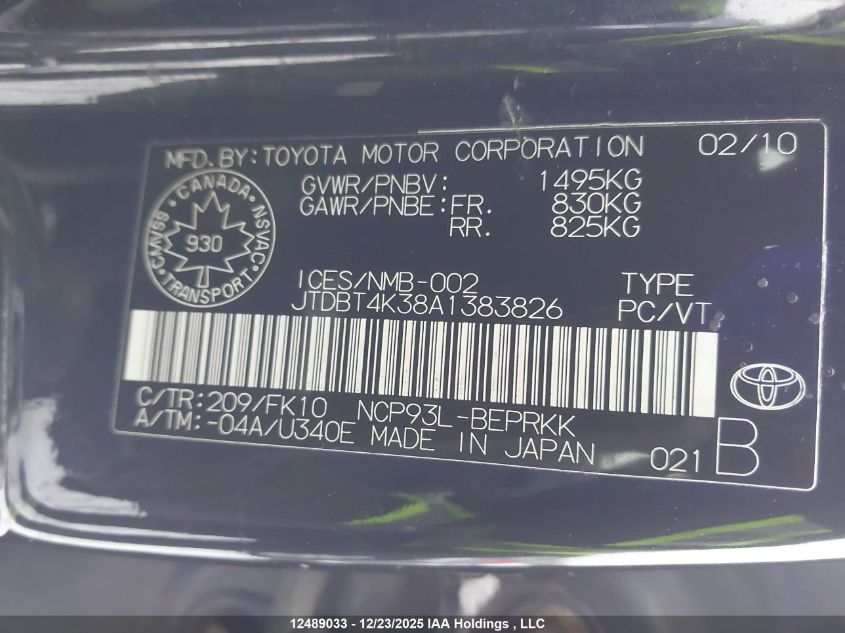 MFD. BY: TOYOTA MOTOR CORPORATION 02/10
GVWR/PNBV: 1495KG
GAWR/PNBE: FR. 830KG
RR. 825KG
CANADA
CMVSS NSVAC
930
TRANSPORT
ICES/NMB-002 TYPE
JTDBT4K38A1383826 PC/VT
C/TR: 209/FK10 NCP93L-BEPRKK
A/TM: -04A/U340E MADE IN JAPAN 021 B
12489033 - 12/23/2025 IAA Holdings , LLC